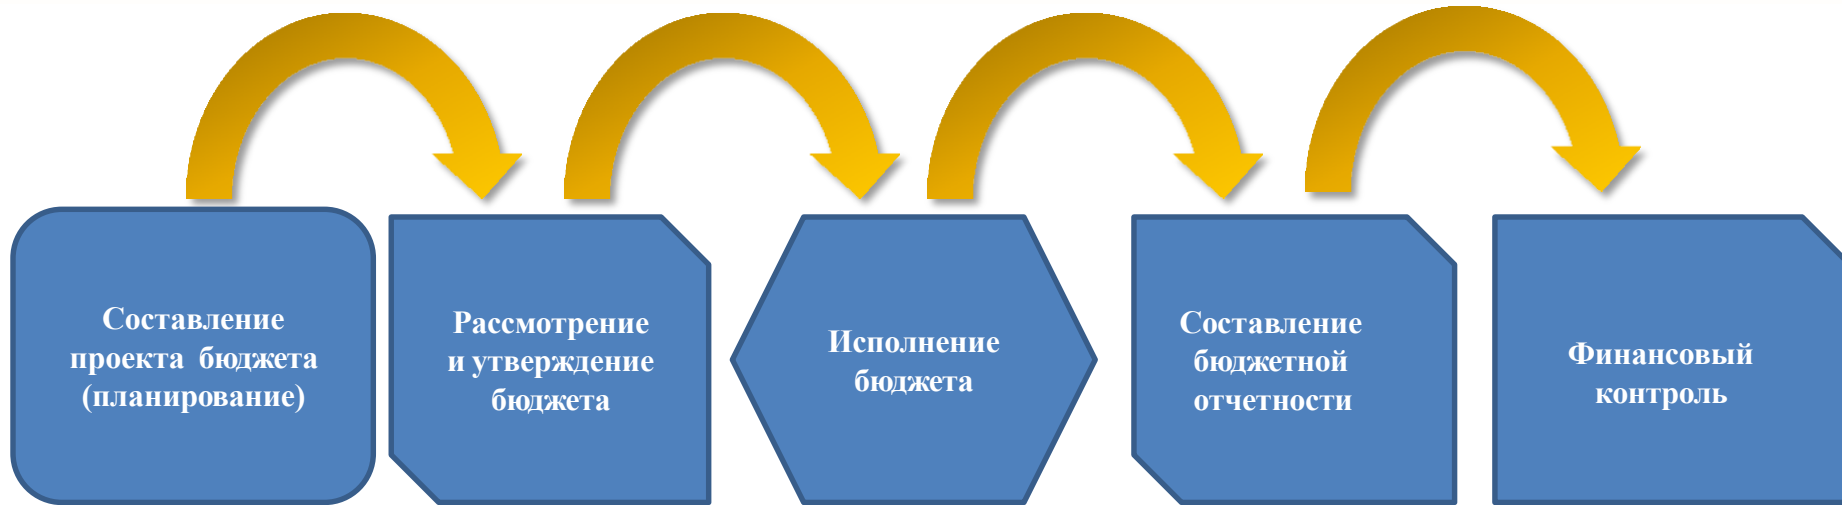 Составление
проекта бюджета
(планирование)
Рассмотрение
и утверждение
бюджета
Исполнение
бюджета
Составление
бюджетной
отчетности
Финансовый
контроль